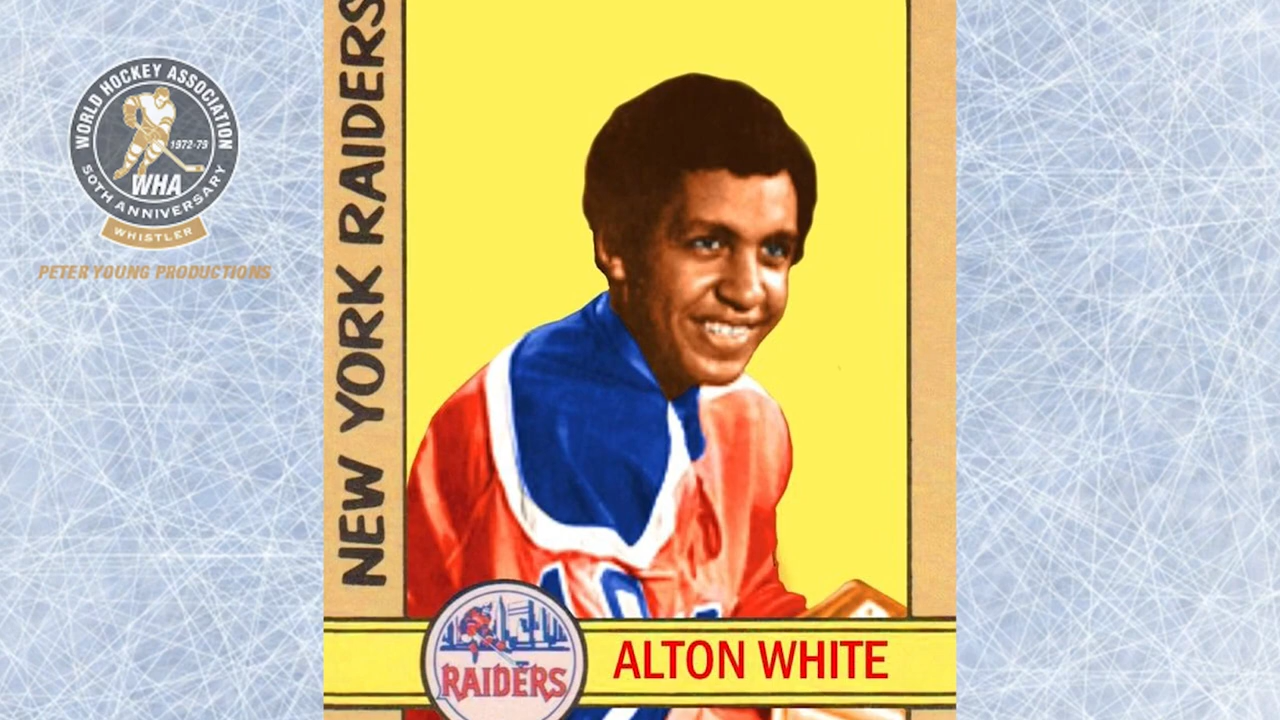 WORLD HOCKEY ASSOCIATION
1972-79
WHA
50TH ANNIVERSARY
WHISTLER
PETER YOUNG PRODUCTIONS
NEW YORK RAIDERS
RAIDERS
ALTON WHITE